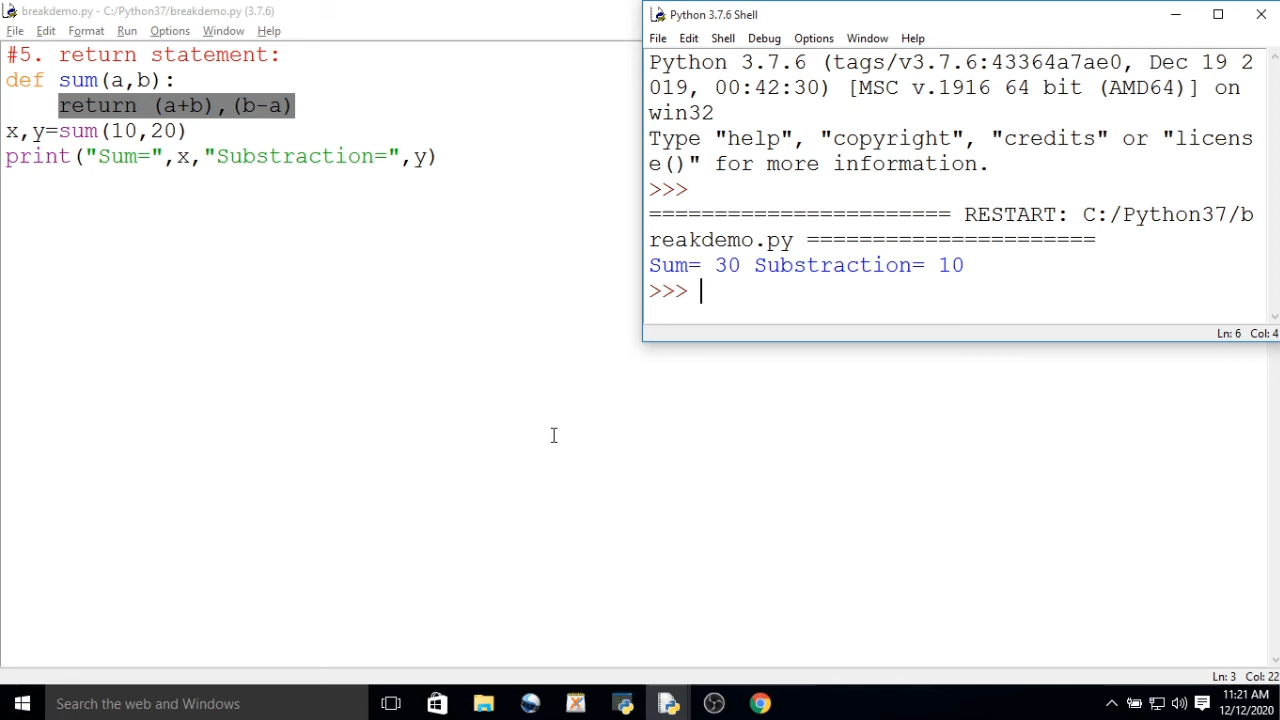 breakdemo.py - C:/Python37/breakdemo.py (3.7.6)
File Edit Format Run Options Window Help
#5. return statement:
def sum(a,b):
    return (a+b),(b-a)
x,y=sum(10,20)
print("Sum=",x,"Substraction=",y)
Python 3.7.6 Shell
File Edit Shell Debug Options Window Help
Python 3.7.6 (tags/v3.7.6:43364a7ae0, Dec 19 2
019, 00:42:30) [MSC v.1916 64 bit (AMD64)] on
win32
Type "help", "copyright", "credits" or "licens
e()" for more information.
>>>
======================= RESTART: C:/Python37/b
reakdemo.py ======================
Sum= 30 Substraction= 10
>>>
Ln: 6 Col: 4
Ln: 3 Col: 22
Search the web and Windows
11:21 AM
12/12/2020